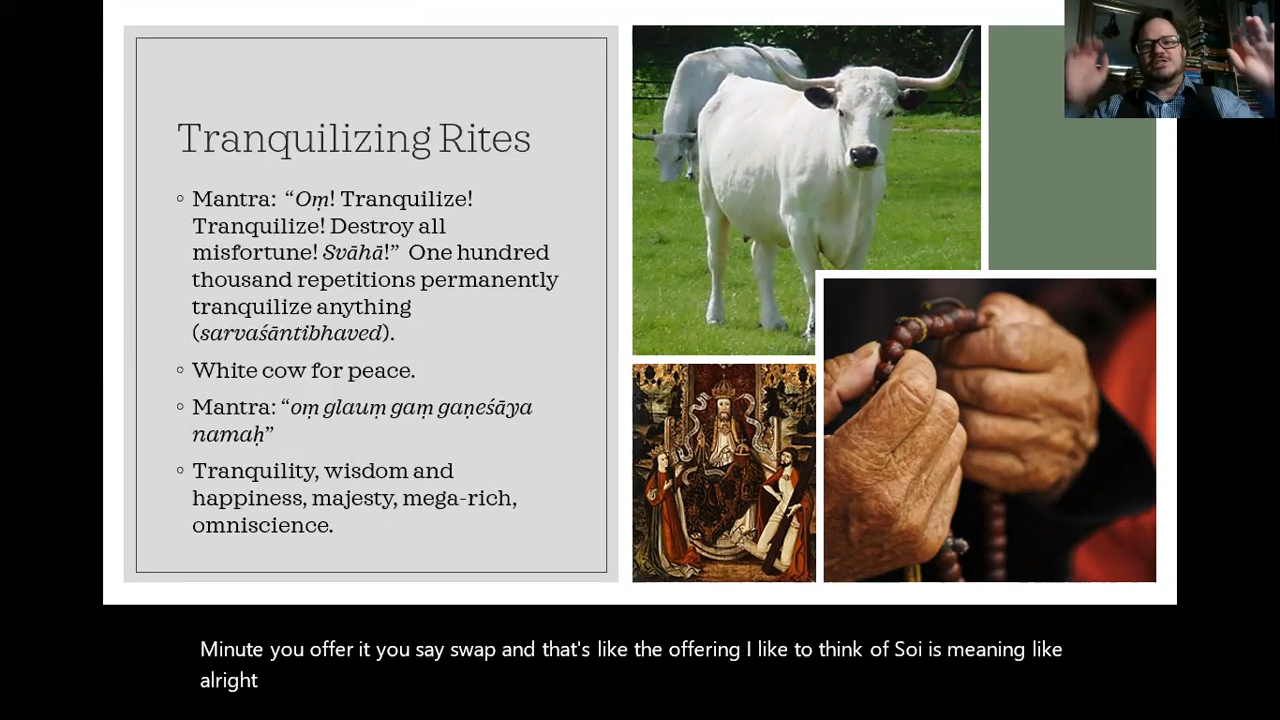 Tranquilizing Rites
◦ Mantra: “Oṃ! Tranquilize!
Tranquilize! Destroy all
misfortune! Svāhā!” One hundred
thousand repetitions permanently
tranquilize anything
(sarvaśāntibhaved).
◦ White cow for peace.
◦ Mantra: “oṃ glauṃ gaṃ gaṇeśāya
namaḥ”
◦ Tranquility, wisdom and
happiness, majesty, mega-rich,
omniscience.
Minute you offer it you say swap and that's like the offering I like to think of Soi is meaning like
alright